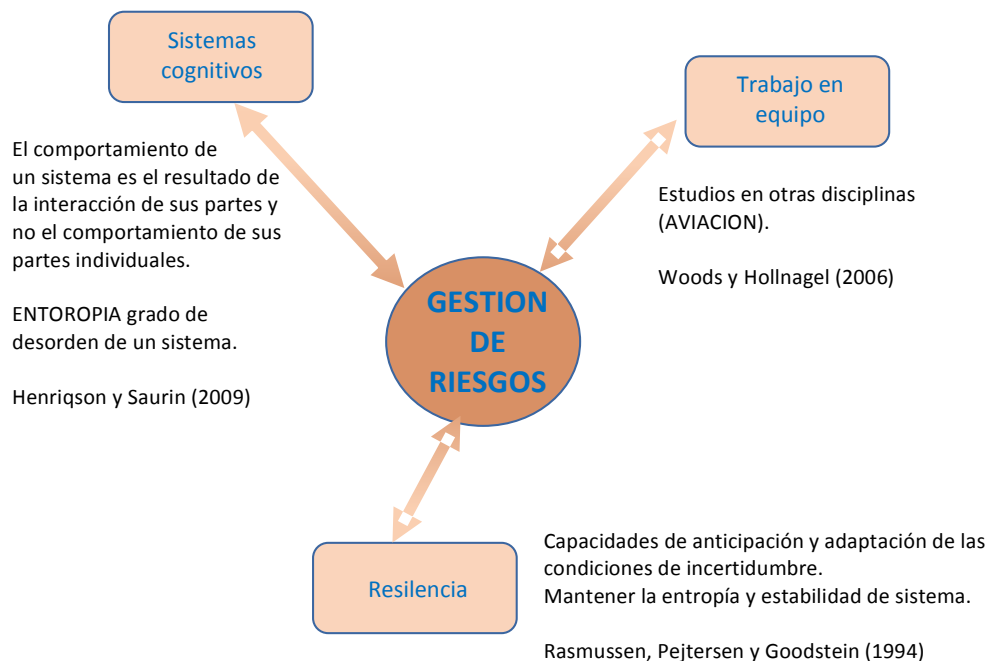 Sistemas
cognitivos
Trabajo en
equipo
El comportamiento de
un sistema es el resultado de
la interacción de sus partes y
no el comportamiento de sus
partes individuales.
ENTOROPIA grado de
desorden de un sistema.
Henriqson y Saurin (2009)
Estudios en otras disciplinas
(AVIACION).
Woods y Hollnagel (2006)
GESTION
DE
RIESGOS
Resilencia
Capacidades de anticipación y adaptación de las
condiciones de incertidumbre.
Mantener la entropía y estabilidad de sistema.
Rasmussen, Pejtersen y Goodstein (1994)